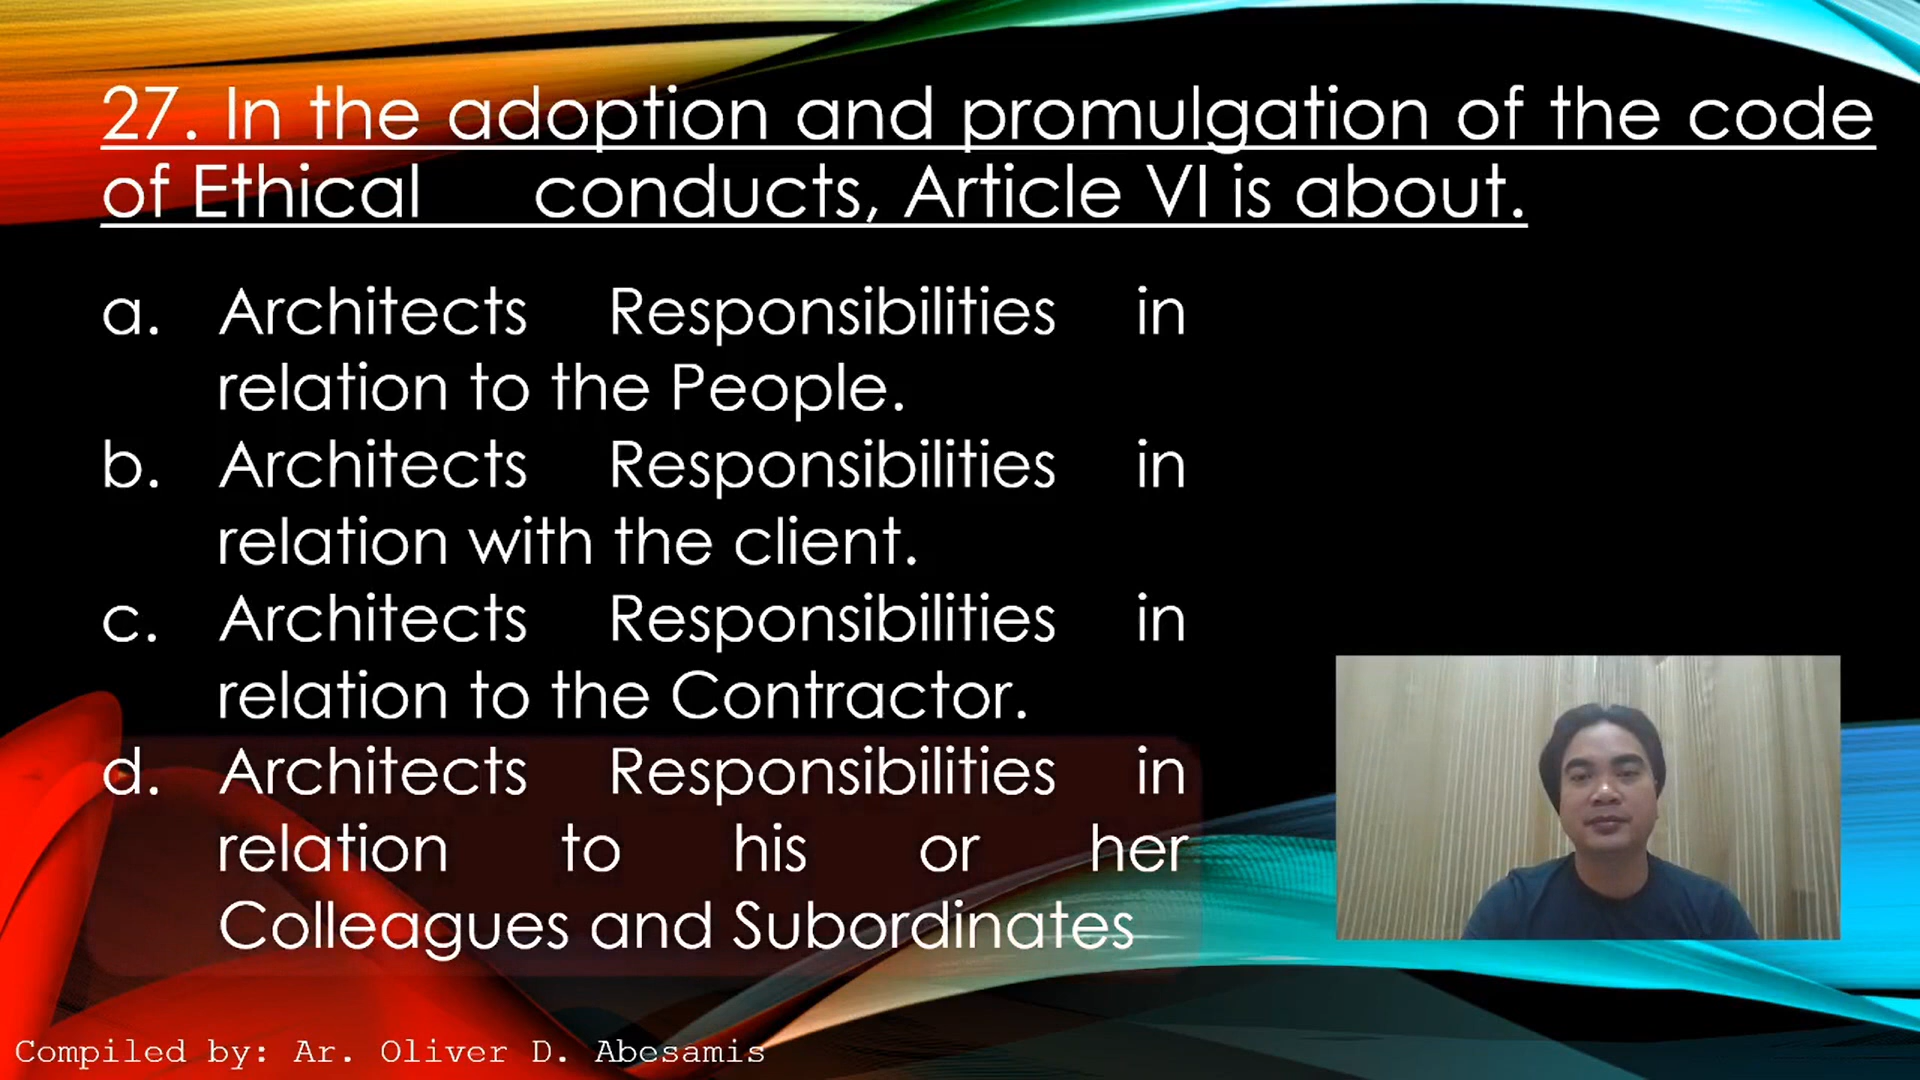 27. In the adoption and promulgation of the code
of Ethical conducts, Article VI is about.
a. Architects Responsibilities in
relation to the People.
b. Architects Responsibilities in
relation with the client.
c. Architects Responsibilities in
relation to the Contractor.
d. Architects Responsibilities in
relation to his or her
Colleagues and Subordinates
Compiled by: Ar. Oliver D. Abesamis